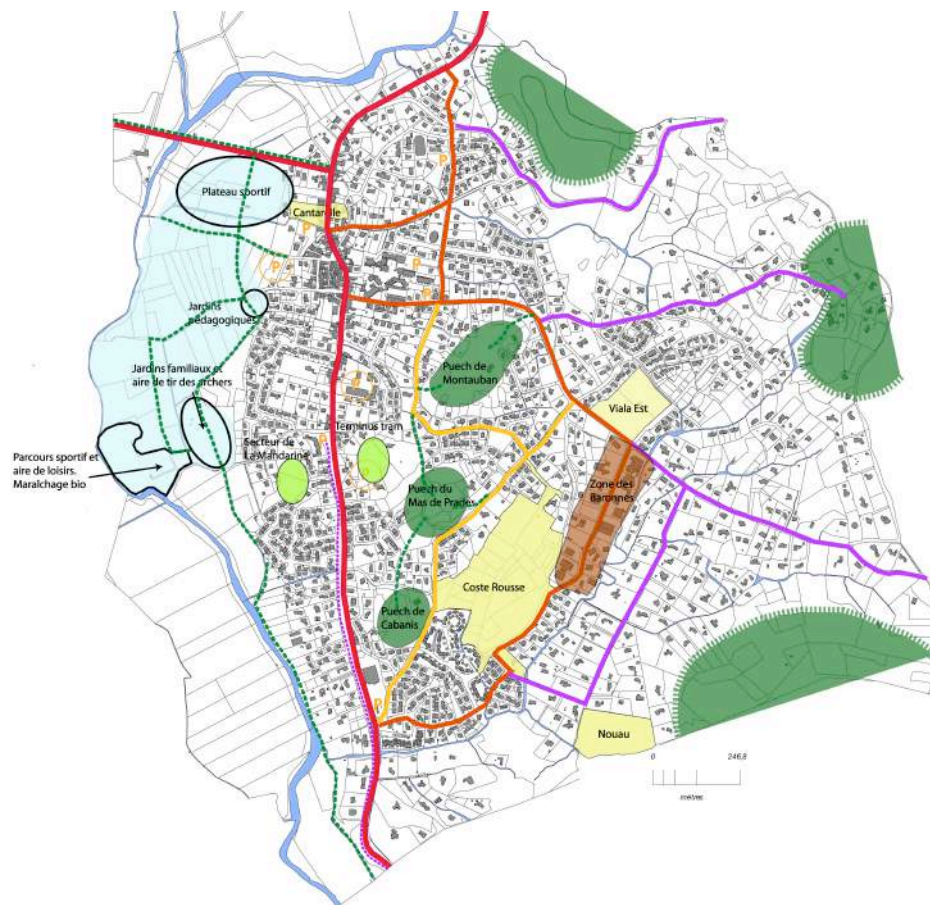 P
Plateau sportif
Cantarelle
P
P
P
P
Jardins
pédagogiques
Jardins familiaux et
aire de tir des archers
Puech de
Montauban
Viala Est
P
Terminus tram
Secteur de
La Mandarine
Parcours sportif et
aire de loisirs.
Maraîchage bio
Zone des
Baronnes
Puech du
Mas de Prades
Coste Rousse
Puech de
Cabanis
P
Nouau
0
246,8
mètres